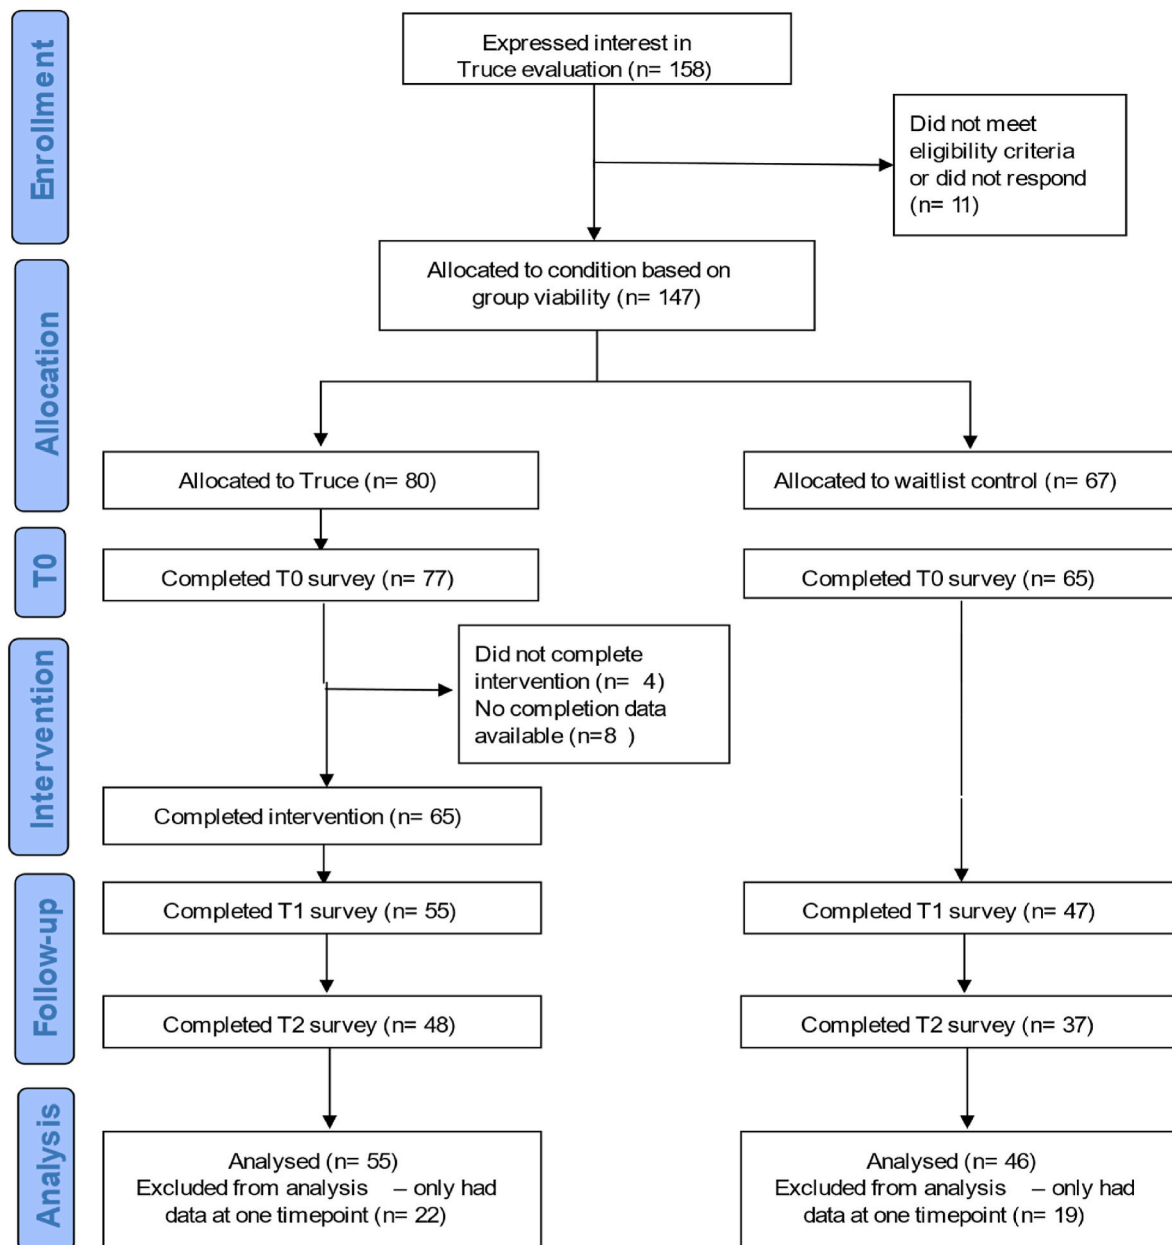 Enrollment
Expressed interest in
Truce evaluation (n= 158)
Did not meet
eligibility criteria
or did not respond
(n= 11)
Allocation
Allocated to condition based on
group viability (n= 147)
Allocated to Truce (n= 80)
Allocated to waitlist control (n= 67)
T0
Completed T0 survey (n= 77)
Completed T0 survey (n= 65)
Intervention
Did not complete
intervention (n= 4)
No completion data
available (n=8 )
Completed intervention (n= 65)
Follow-up
Completed T1 survey (n= 55)
Completed T1 survey (n= 47)
Completed T2 survey (n= 48)
Completed T2 survey (n= 37)
Analysis
Analysed (n= 55)
Excluded from analysis – only had
data at one timepoint (n= 22)
Analysed (n= 46)
Excluded from analysis – only had
data at one timepoint (n= 19)